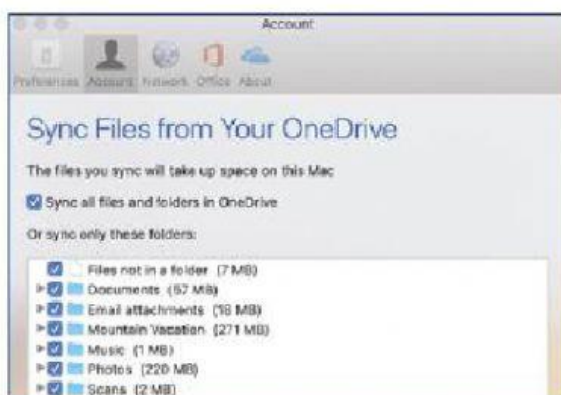 Account
Preferences Account Network Office About
Sync Files from Your OneDrive
The files you sync will take up space on this Mac
Sync all files and folders in OneDrive
Or sync only these folders:
Files not in a folder (7 MB)
Documents (57 MB)
Email attachments (18 MB)
Mountain Vacation (271 MB)
Music (1 MB)
Photos (220 MB)
Scans (2 MB)